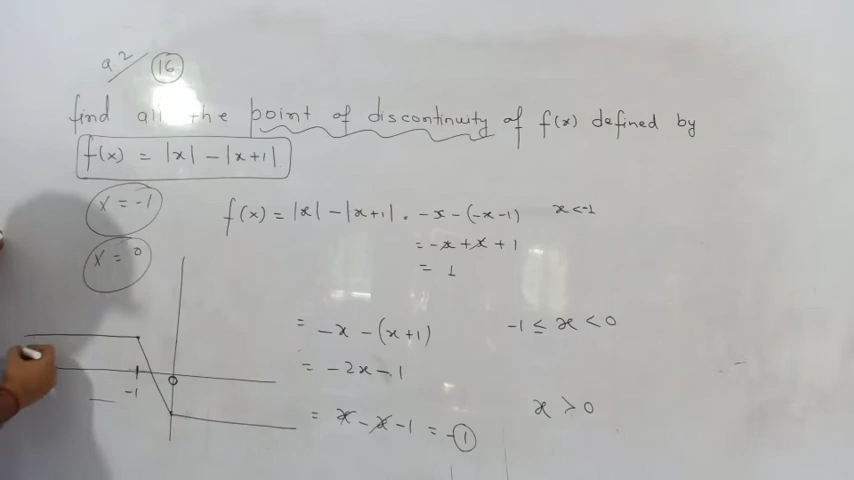 Q.2 (16)
find all the point of discontinuity of f(x) defined by
f(x) = |x| - |x+1|
x = -1
f(x) = |x| - |x+1| . -x - (-x-1) x < -1
= -x + x + 1
x = 0
= 1
= -x - (x+1) -1 ≤ x < 0
= -2x - 1
-1
0
= x - x - 1 = -1 x > 0